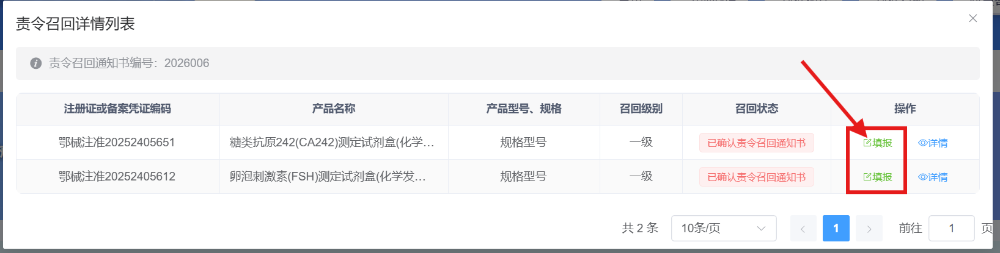 责令召回详情列表
责令召回通知书编号：2026006
注册证或备案凭证编码 产品名称 产品型号、规格 召回级别 召回状态 操作
鄂械注准20252405651 糖类抗原242(CA242)测定试剂盒(化学… 规格型号 一级 已确认责令召回通知书 填报 详情
鄂械注准20252405612 卵泡刺激素(FSH)测定试剂盒(化学发… 规格型号 一级 已确认责令召回通知书 填报 详情
共 2 条 10条/页 1 前往 1 页